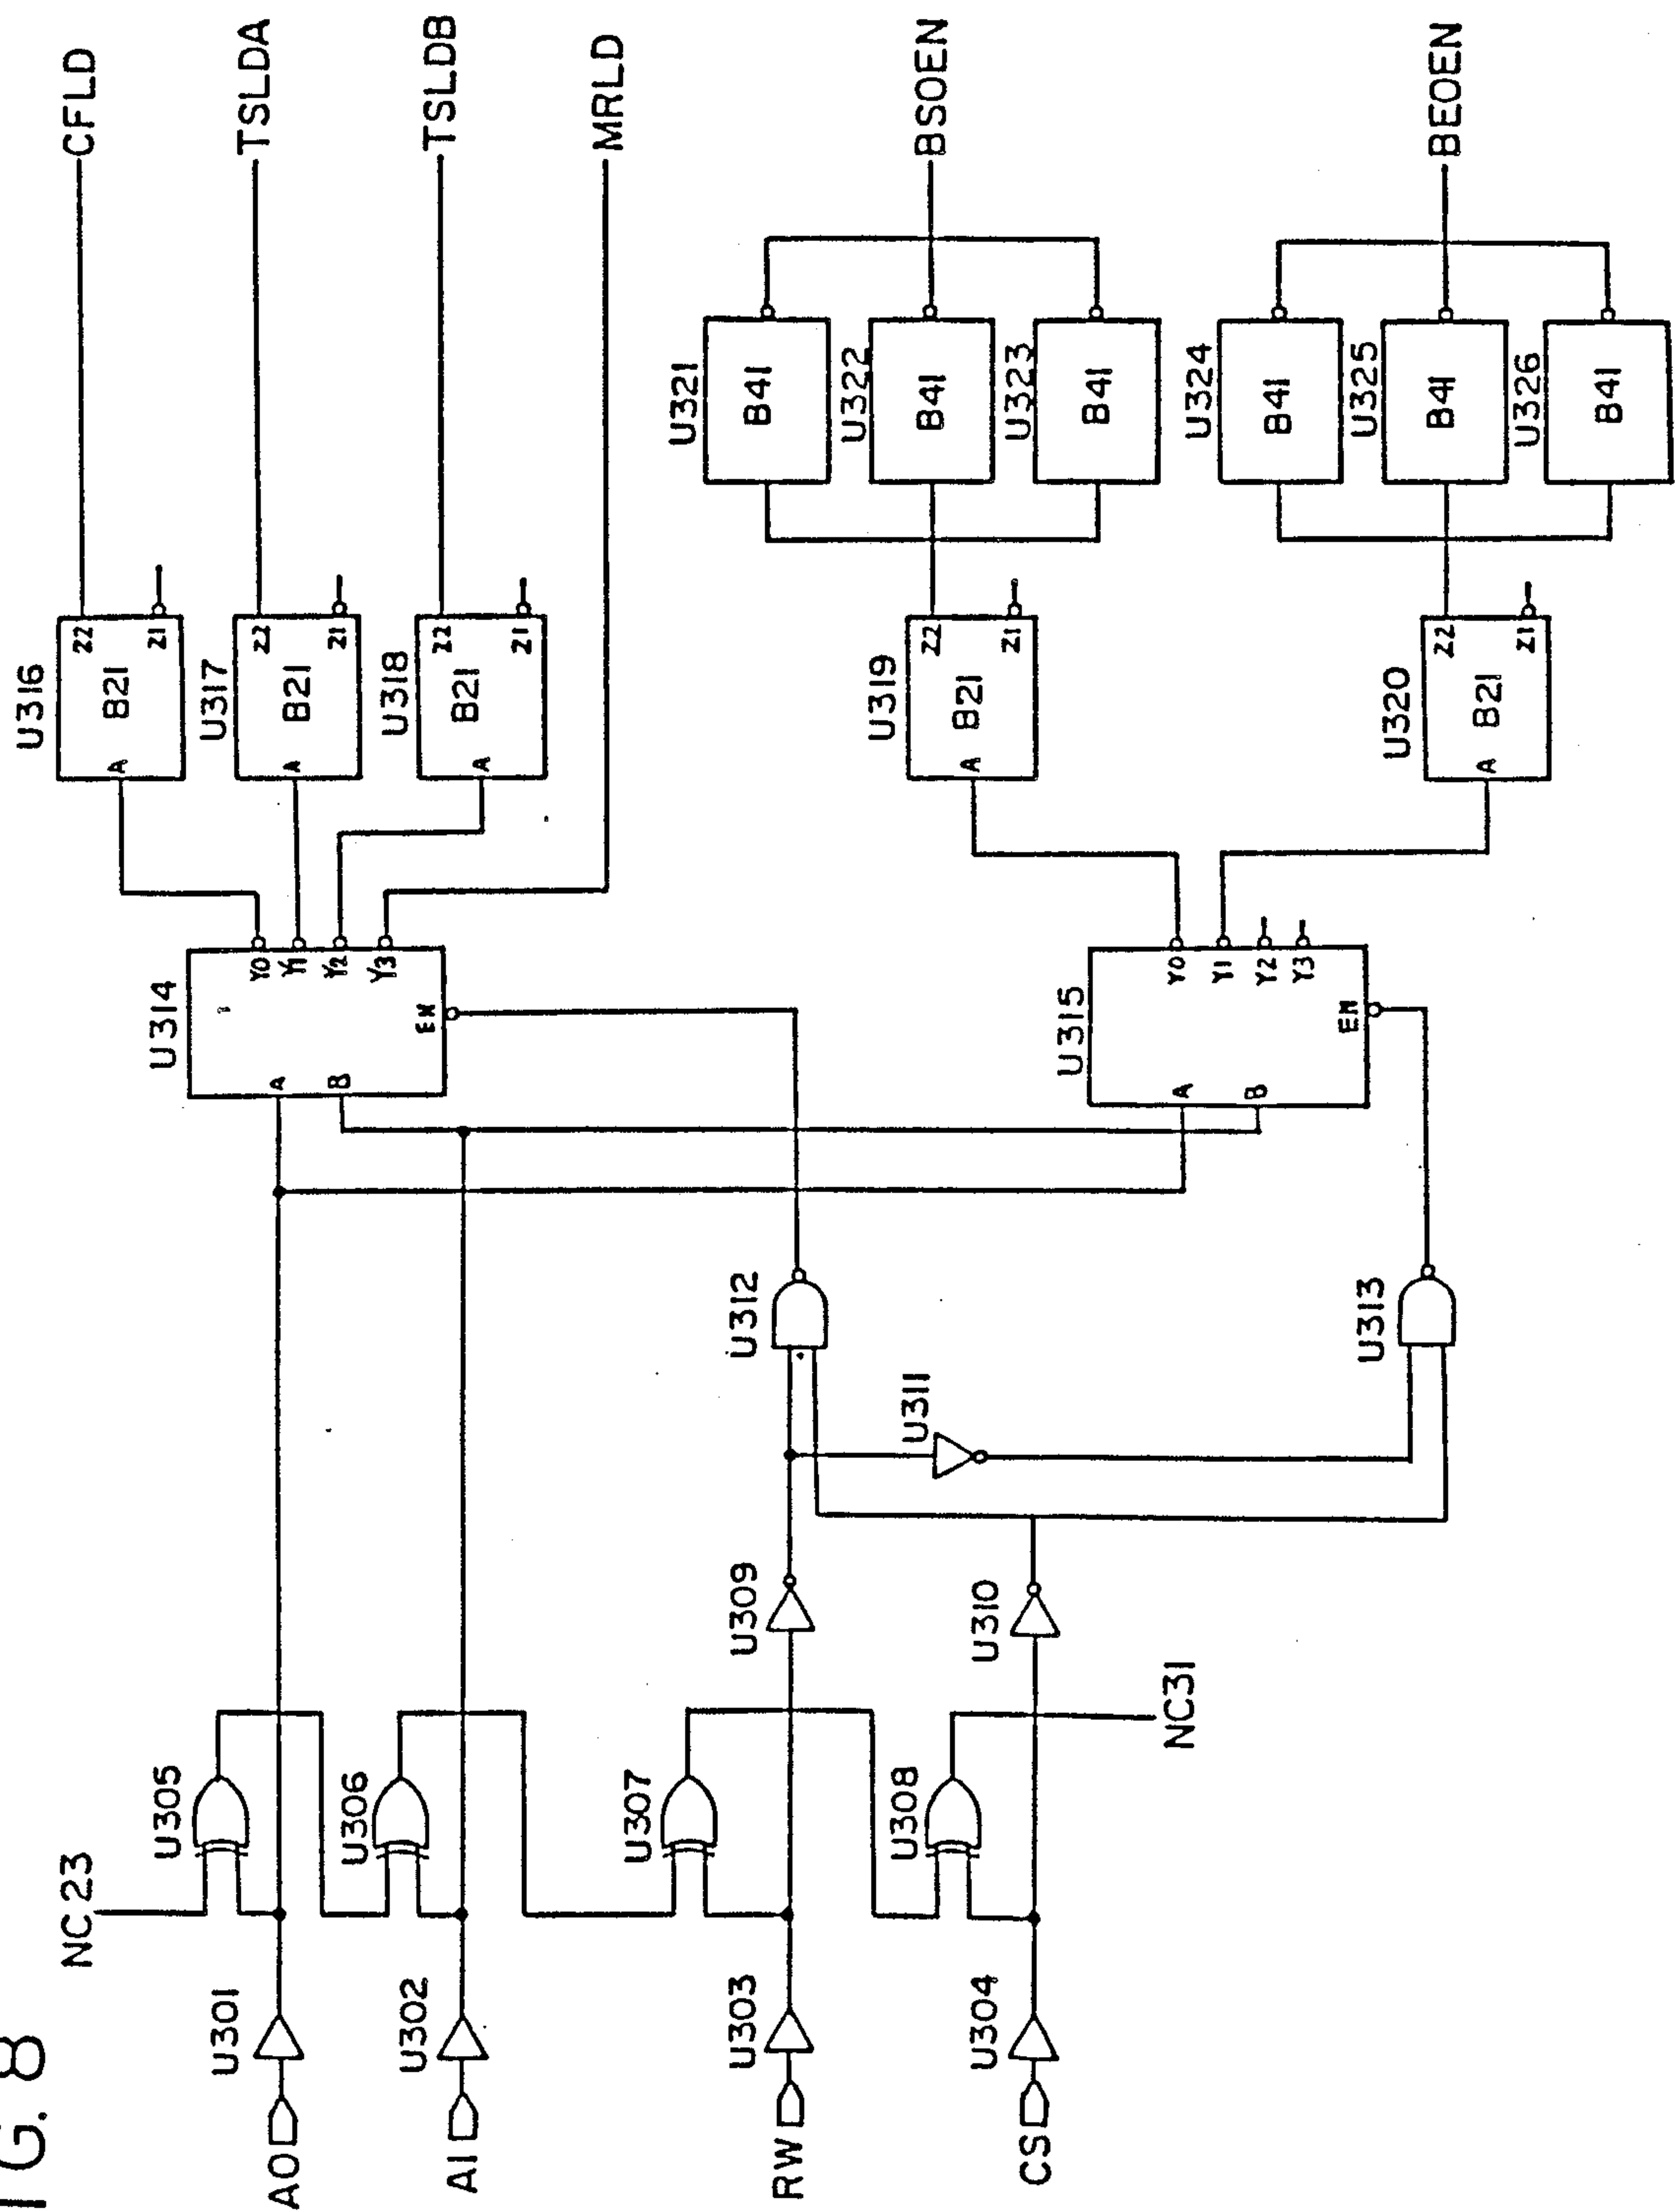 IG. 8
NC23
A0
U301
U305
A1
U302
U306
RW
U303
U307
U309
CS
U304
U308
U310
NC31
U311
U312
U313
U314
A
B
Y0
Y1
Y2
Y3
EN
U315
A
B
Y0
Y1
Y2
Y3
EN
U316
A
B21
Z2
Z1
CFLD
U317
A
B21
Z2
Z1
TSLDA
U318
A
B21
Z2
Z1
TSLDB
MRLD
U319
A
B21
Z2
Z1
U321
B41
U322
B41
U323
B41
BSOEN
U320
A
B21
Z2
Z1
U324
B41
U325
B41
U326
B41
BEOEN